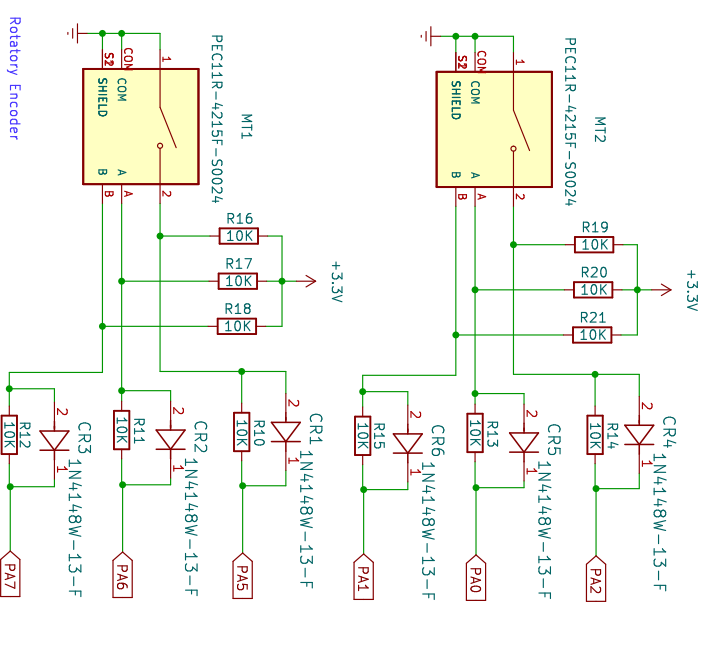 Rotatory Encoder
1
COM
S2
COM
SHIELD
B
A
B
A
2
MT1
PEC11R-4215F-S0024
R16
10K
R17
10K
R18
10K
+3.3V
R12
10K
2
1
CR3
1N4148W-13-F
R11
10K
2
1
CR2
1N4148W-13-F
R10
10K
2
1
CR1
1N4148W-13-F
PA7
PA6
PA5
1
COM
S2
COM
SHIELD
B
A
B
A
2
MT2
PEC11R-4215F-S0024
R19
10K
R20
10K
R21
10K
+3.3V
R15
10K
2
1
CR6
1N4148W-13-F
R13
10K
2
1
CR5
1N4148W-13-F
R14
10K
2
1
CR4
1N4148W-13-F
PA1
PA0
PA2